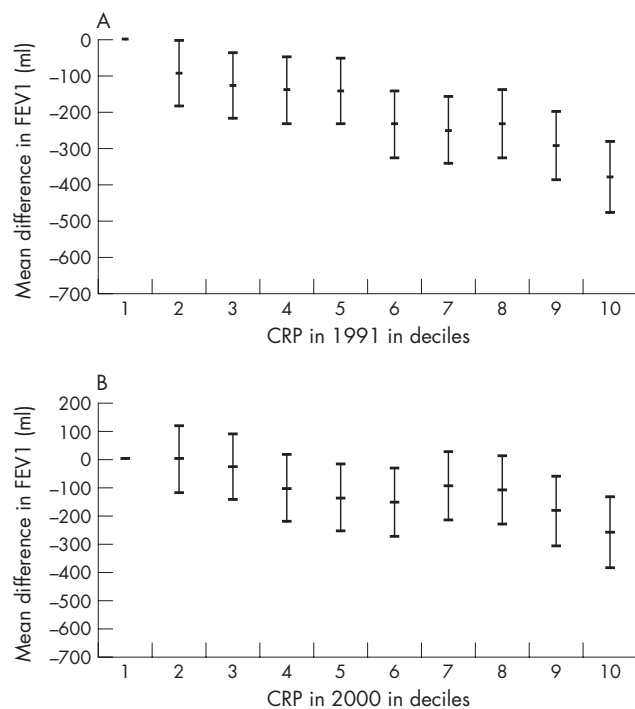 A
0
–100
–200
–300
–400
–500
–600
–700
Mean difference in FEV1 (ml)
1 2 3 4 5 6 7 8 9 10
CRP in 1991 in deciles
B
200
100
0
–100
–200
–300
–400
–500
–600
–700
Mean difference in FEV1 (ml)
1 2 3 4 5 6 7 8 9 10
CRP in 2000 in deciles